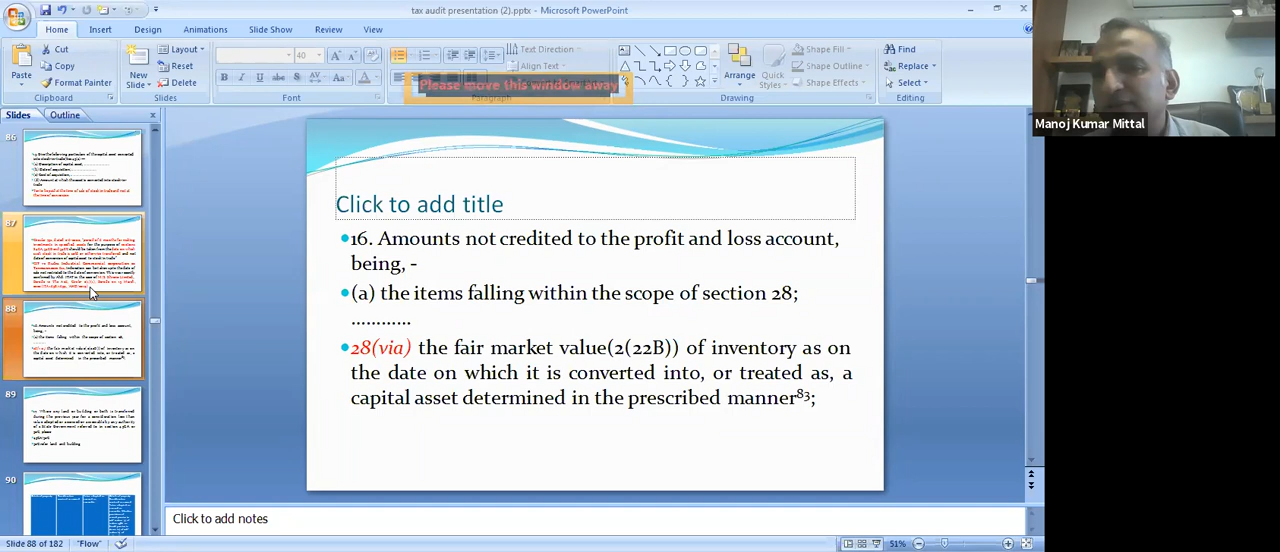 tax audit presentation (2).pptx - Microsoft PowerPoint
Home Insert Design Animations Slide Show Review View
Cut
Copy
Format Painter
Paste
Clipboard
New
Slide
Layout
Reset
Delete
Slides
40
Font
Text Direction
Align Text
Please move this window away
Paragraph
Arrange
Quick
Styles
Shape Fill
Shape Outline
Shape Effects
Drawing
Find
Replace
Select
Editing
Manoj Kumar Mittal
Slides Outline
86
87
88
89
90
Click to add title
•16. Amounts not credited to the profit and loss account,
being, -
•(a) the items falling within the scope of section 28;
............
•28(via) the fair market value(2(22B)) of inventory as on
the date on which it is converted into, or treated as, a
capital asset determined in the prescribed manner⁸³;
Click to add notes
Slide 88 of 182 "Flow" 51%